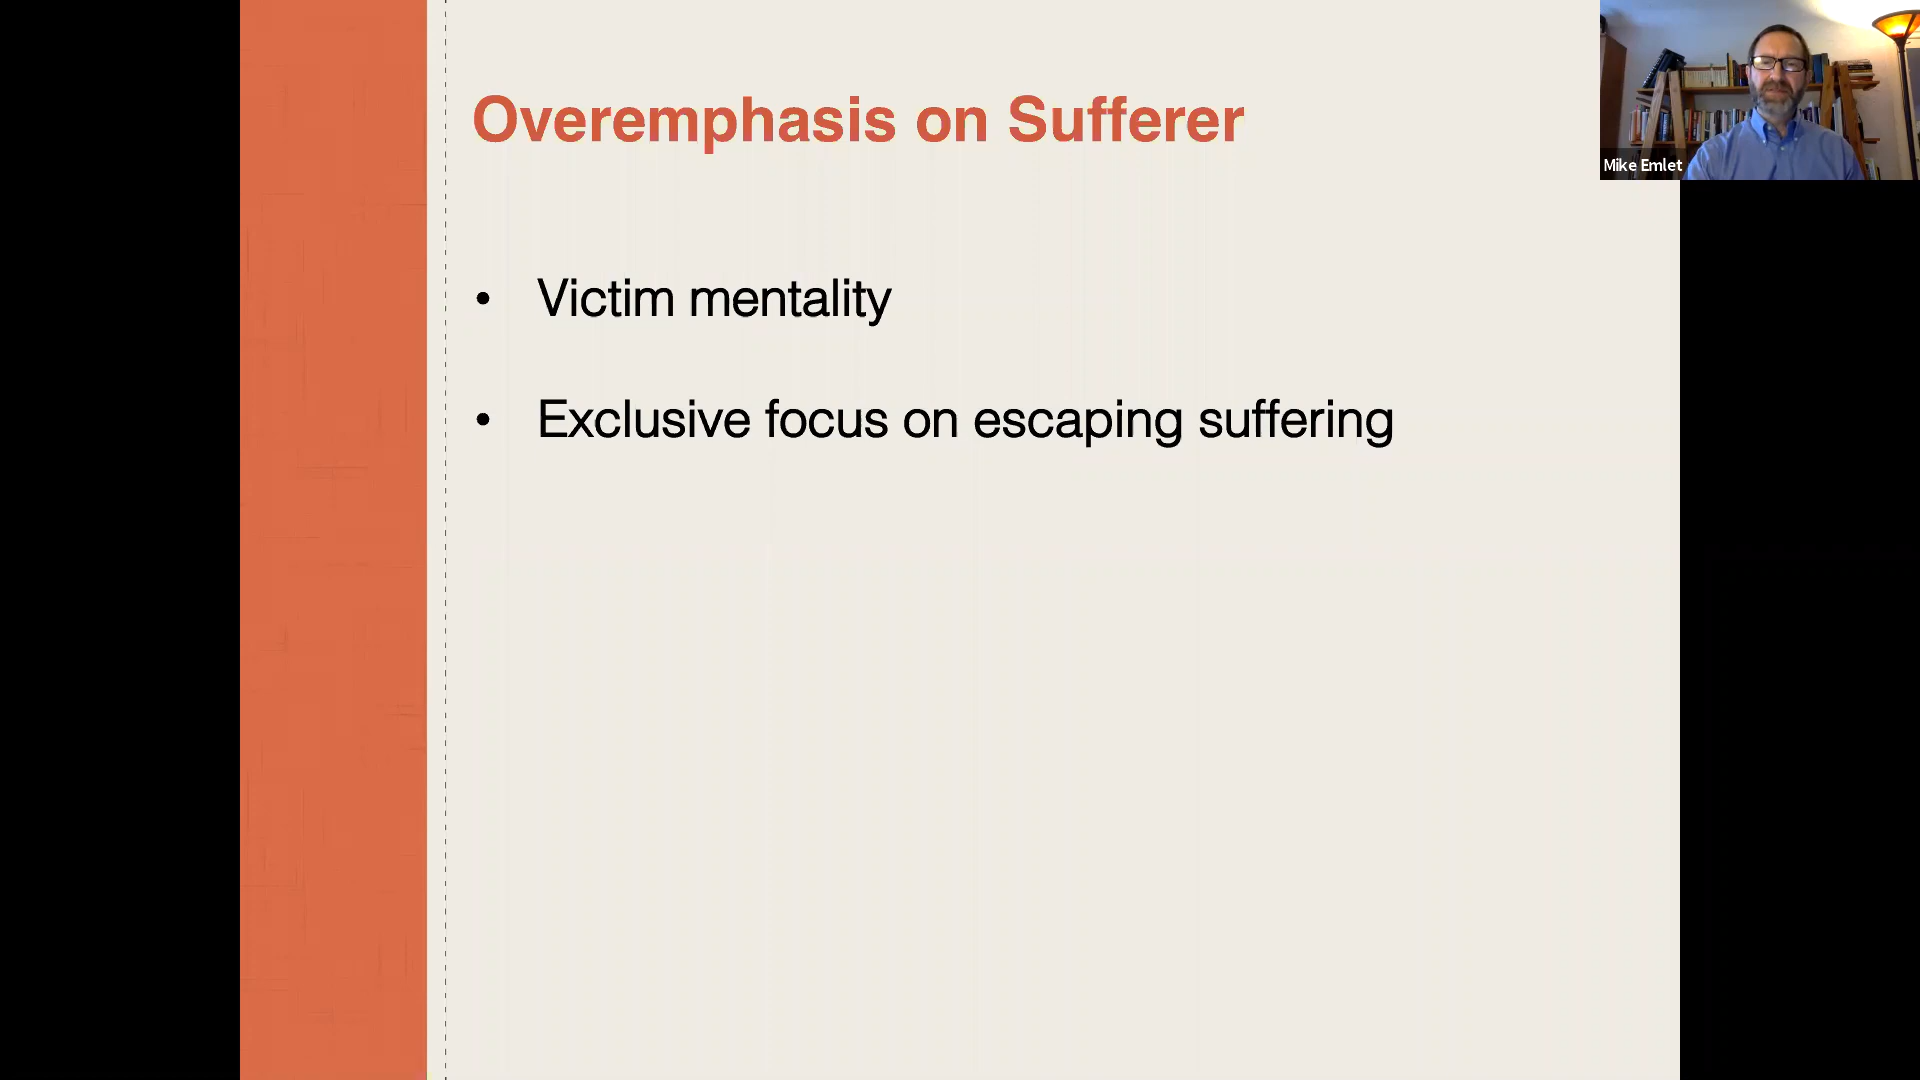 Overemphasis on Sufferer
• Victim mentality
• Exclusive focus on escaping suffering
Mike Emlet